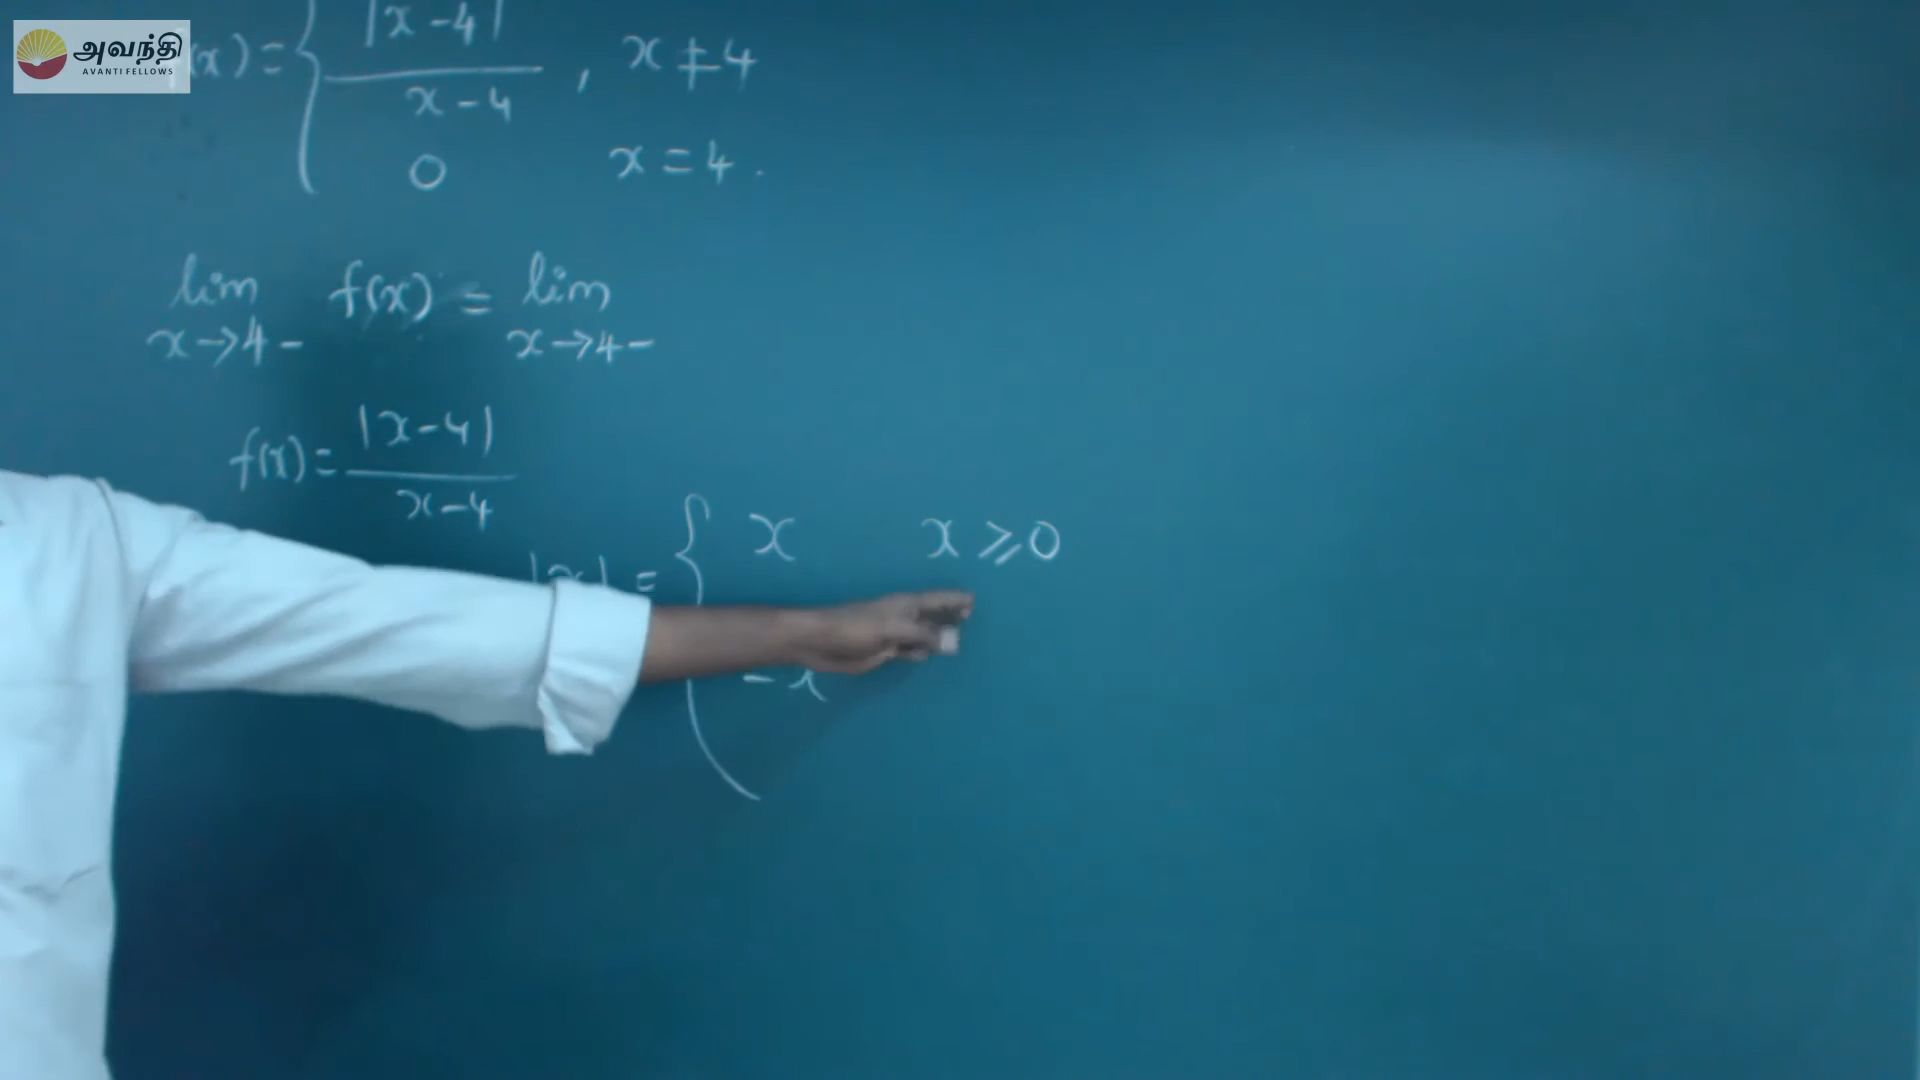 அவந்தி
AVANTI FELLOWS
f(x) = { |x-4| / x-4 , x ≠ 4
0 x = 4 .
lim f(x) = lim
x→4- x→4-
f(x) = |x-4| / x-4
|x| = { x x ⩾ 0
- x